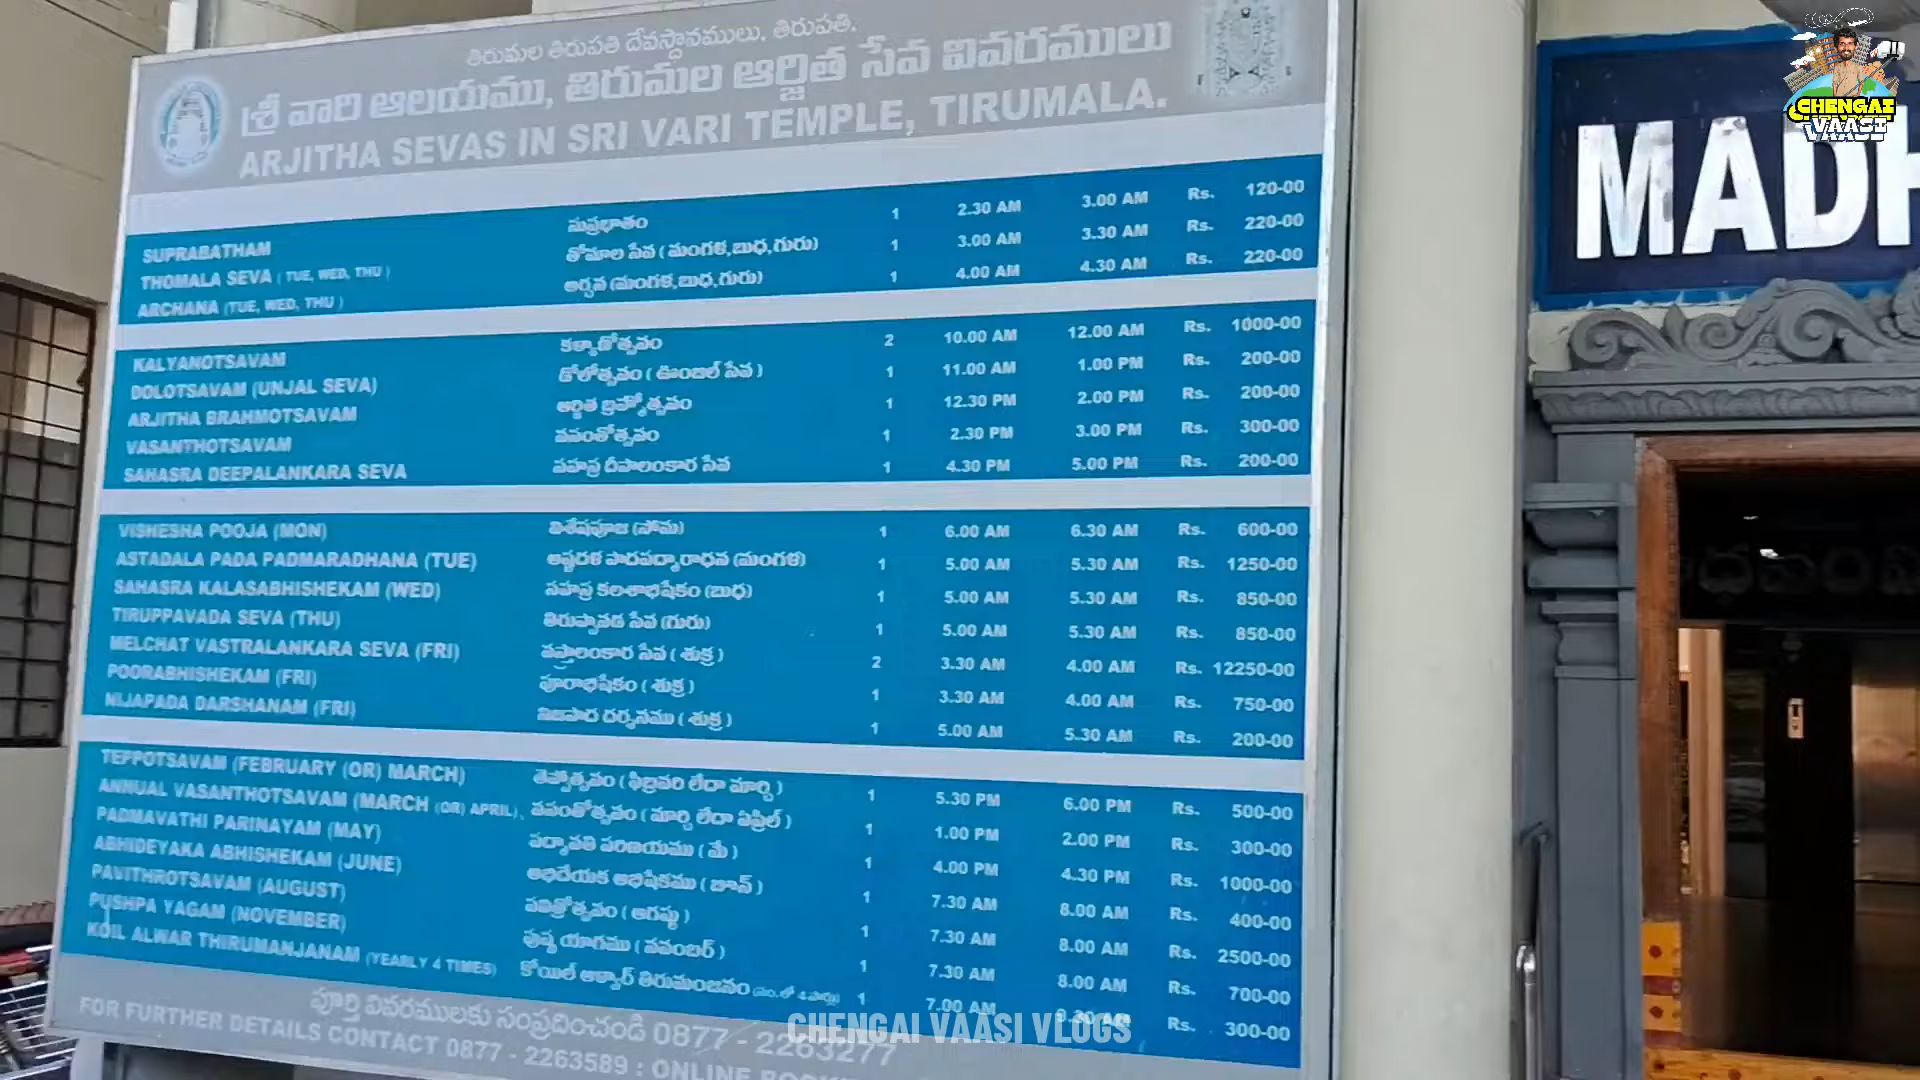 తిరుమల తిరుపతి దేవస్థానములు, తిరుపతి.
శ్రీ వారి ఆలయము, తిరుమల ఆర్జిత సేవ వివరములు
ARJITHA SEVAS IN SRI VARI TEMPLE, TIRUMALA.
SUPRABATHAM సుప్రభాతం 1 2.30 AM 3.00 AM Rs. 120-00
THOMALA SEVA (TUE, WED, THU) తోమాల సేవ (మంగళ,బుధ,గురు) 1 3.00 AM 3.30 AM Rs. 220-00
ARCHANA (TUE, WED, THU) అర్చన (మంగళ,బుధ,గురు) 1 4.00 AM 4.30 AM Rs. 220-00
KALYANOTSAVAM కళ్యాణోత్సవం 2 10.00 AM 12.00 AM Rs. 1000-00
DOLOTSAVAM (UNJAL SEVA) డోలోత్సవం (ఊంజల్ సేవ) 1 11.00 AM 1.00 PM Rs. 200-00
ARJITHA BRAHMOTSAVAM ఆర్జిత బ్రహ్మోత్సవం 1 12.30 PM 2.00 PM Rs. 200-00
VASANTHOTSAVAM వసంతోత్సవం 1 2.30 PM 3.00 PM Rs. 300-00
SAHASRA DEEPALANKARA SEVA సహస్ర దీపాలంకార సేవ 1 4.30 PM 5.00 PM Rs. 200-00
VISHESHA POOJA (MON) విశేషపూజ (సోమ) 1 6.00 AM 6.30 AM Rs. 600-00
ASTADALA PADA PADMARADHANA (TUE) అష్టదళ పాదపద్మారాధన (మంగళ) 1 5.00 AM 5.30 AM Rs. 1250-00
SAHASRA KALASABHISHEKAM (WED) సహస్ర కలశాభిషేకం (బుధ) 1 5.00 AM 5.30 AM Rs. 850-00
TIRUPPAVADA SEVA (THU) తిరుప్పావడ సేవ (గురు) 1 5.00 AM 5.30 AM Rs. 850-00
MELCHAT VASTRALANKARA SEVA (FRI) వస్త్రాలంకార సేవ (శుక్ర) 2 3.30 AM 4.00 AM Rs. 12250-00
POORABHISHEKAM (FRI) పూరాభిషేకం (శుక్ర) 1 3.30 AM 4.00 AM Rs. 750-00
NIJAPADA DARSHANAM (FRI) నిజపాద దర్శనము (శుక్ర) 1 5.00 AM 5.30 AM Rs. 200-00
TEPPOTSAVAM (FEBRUARY (OR) MARCH) తెప్పోత్సవం (ఫిబ్రవరి లేదా మార్చి) 1 5.30 PM 6.00 PM Rs. 500-00
ANNUAL VASANTHOTSAVAM (MARCH (OR) APRIL), వసంతోత్సవం (మార్చి లేదా ఏప్రిల్) 1 1.00 PM 2.00 PM Rs. 300-00
PADMAVATHI PARINAYAM (MAY) పద్మావతి పరిణయము (మే) 1 4.00 PM 4.30 PM Rs. 1000-00
ABHIDEYAKA ABHISHEKAM (JUNE) అభిదేయక అభిషేకము (జూన్) 1 7.30 AM 8.00 AM Rs. 400-00
PAVITHROTSAVAM (AUGUST) పవిత్రోత్సవం (ఆగష్టు) 1 7.30 AM 8.00 AM Rs. 2500-00
PUSHPA YAGAM (NOVEMBER) పుష్ప యాగము (నవంబర్) 1 7.30 AM 8.00 AM Rs. 700-00
KOIL ALWAR THIRUMANJANAM (YEARLY 4 TIMES) కోయిల్ ఆళ్వార్ తిరుమంజనం (సం.లో 4 సార్లు) 1 7.00 AM Rs. 300-00
పూర్తి వివరములకు సంప్రదించండి 0877 - 2263277
FOR FURTHER DETAILS CONTACT 0877 - 2263589 : ONLINE
MADH
CHENGAI
VAASI
CHENGAI VAASI VLOGS